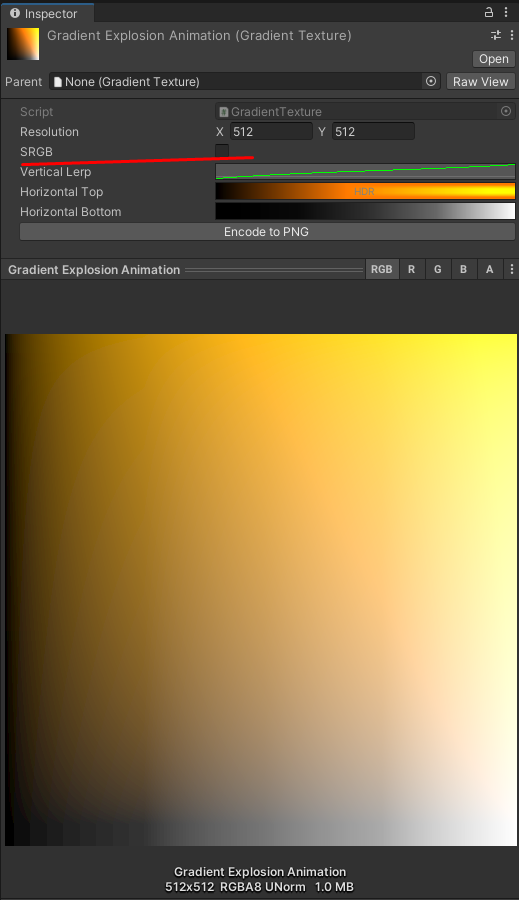 Inspector
Gradient Explosion Animation (Gradient Texture)
Open
Parent None (Gradient Texture) Raw View
Script GradientTexture
Resolution X 512 Y 512
SRGB
Vertical Lerp
Horizontal Top HDR
Horizontal Bottom
Encode to PNG
Gradient Explosion Animation RGB R G B A
Gradient Explosion Animation
512x512 RGBA8 UNorm 1.0 MB